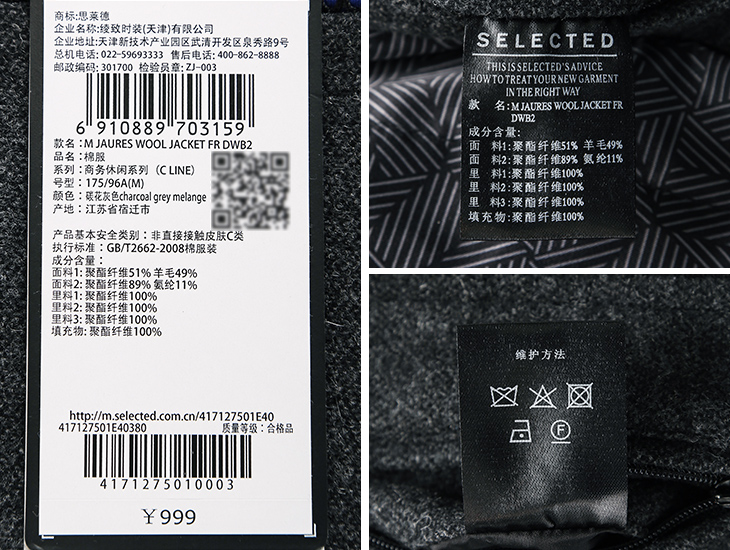 商标: 思莱德
企业名称:绫致时装(天津)有限公司
企业地址:天津新技术产业园区武清开发区泉秀路9号
总机电话: 022-59693333 售后电话: 400-862-8888
邮政编码: 301700 检验员章: ZJ-003
6 910889 703159
款名: M JAURES WOOL JACKET FR DWB2
品名: 棉服
系列: 商务休闲系列（C LINE）
号型: 175/96A(M)
颜色: 碳花灰色charcoal grey melange
产地: 江苏省宿迁市
产品基本安全类别: 非直接接触皮肤C类
执行标准: GB/T2662-2008棉服装
成分含量:
面料1: 聚酯纤维51% 羊毛49%
面料2: 聚酯纤维89% 氨纶11%
里料1: 聚酯纤维100%
里料2: 聚酯纤维100%
里料3: 聚酯纤维100%
填充物: 聚酯纤维100%
http://m.selected.com.cn/417127501E40
417127501E40380 质量等级: 合格品
4171275010003
￥999
SELECTED
THIS IS SELECTED'S ADVICE
HOW TO TREAT YOUR NEW GARMENT
IN THE RIGHT WAY
款 名: M JAURES WOOL JACKET FR
DWB2
成分含量:
面 料1: 聚酯纤维51% 羊毛49%
面 料2: 聚酯纤维89% 氨纶11%
里 料1: 聚酯纤维100%
里 料2: 聚酯纤维100%
里 料3: 聚酯纤维100%
填充物: 聚酯纤维100%
维护方法
F